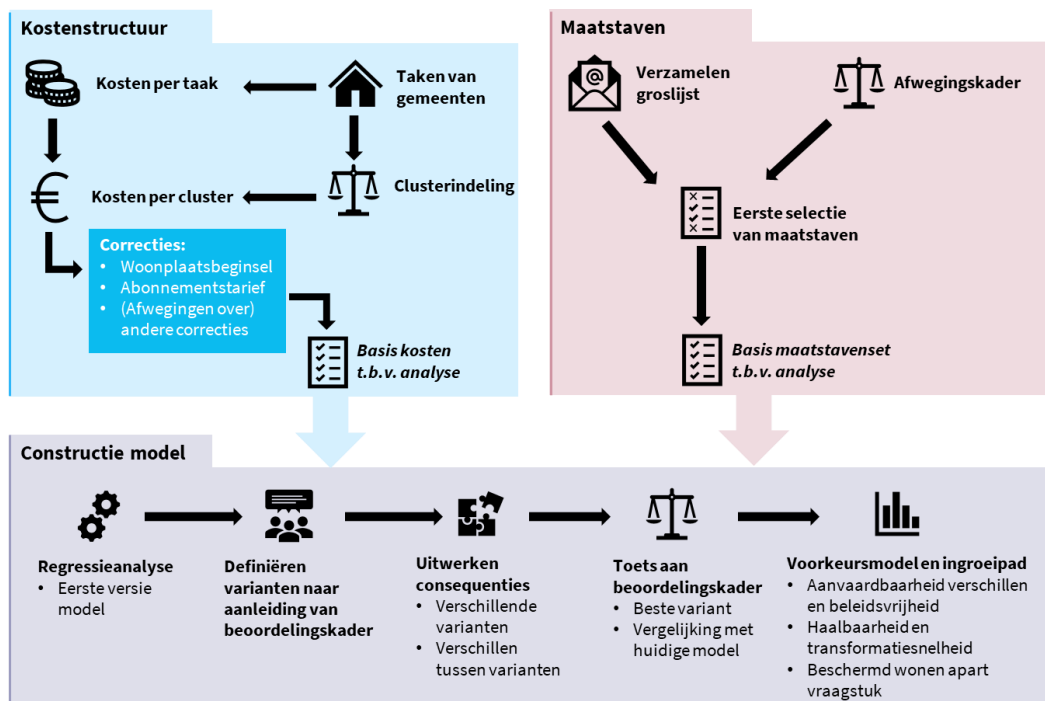 Kostenstructuur
Kosten per taak
Taken van
gemeenten
Kosten per cluster
Clusterindeling
Correcties:
• Woonplaatsbeginsel
• Abonnementstarief
• (Afwegingen over)
andere correcties
Basis kosten
t.b.v. analyse
Maatstaven
Verzamelen
groslijst
Afwegingskader
Eerste selectie
van maatstaven
Basis maatstavenset
t.b.v. analyse
Constructie model
Regressieanalyse
• Eerste versie
model
Definiëren
varianten naar
aanleiding van
beoordelingskader
Uitwerken
consequenties
• Verschillende
varianten
• Verschillen
tussen varianten
Toets aan
beoordelingskader
• Beste variant
• Vergelijking met
huidige model
Voorkeursmodel en ingroeipad
• Aanvaardbaarheid verschillen
en beleidsvrijheid
• Haalbaarheid en
transformatiesnelheid
• Beschermd wonen apart
vraagstuk